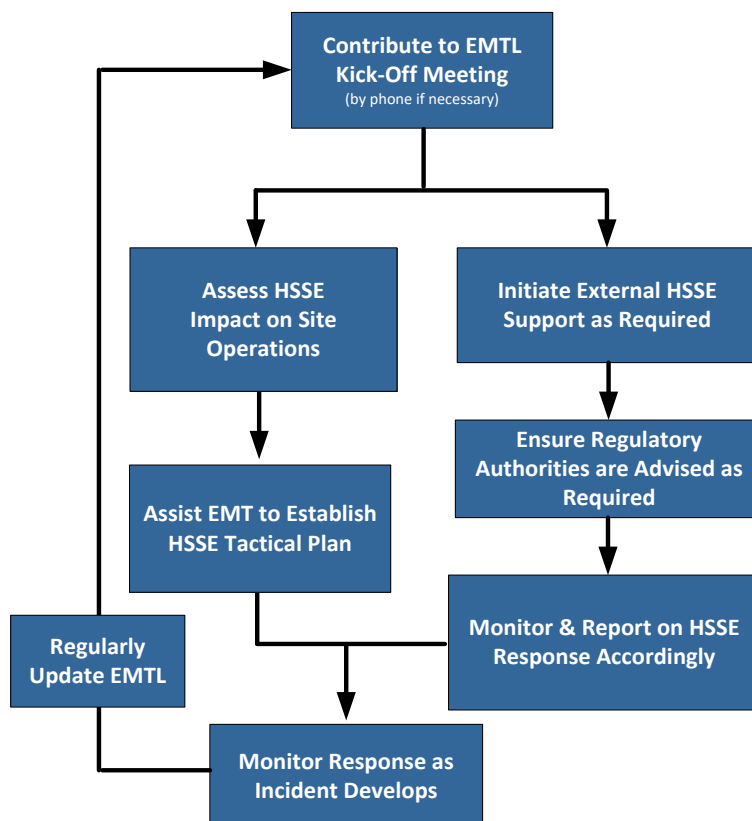 Contribute to EMTL
Kick-Off Meeting
(by phone if necessary)
Assess HSSE
Impact on Site
Operations
Initiate External HSSE
Support as Required
Ensure Regulatory
Authorities are Advised as
Required
Assist EMT to Establish
HSSE Tactical Plan
Monitor & Report on HSSE
Response Accordingly
Regularly
Update EMTL
Monitor Response as
Incident Develops